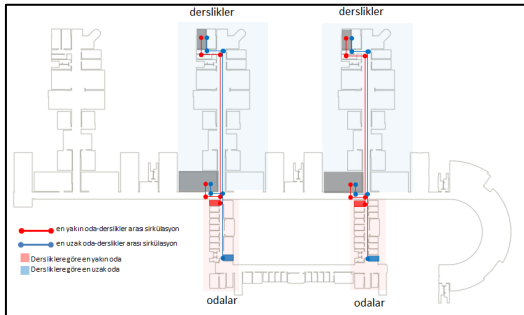 derslikler
derslikler
en yakın oda-derslikler arası sirkülasyon
en uzak oda-derslikler arası sirkülasyon
Dersliklere göre en yakın oda
Dersliklere göre en uzak oda
odalar
odalar